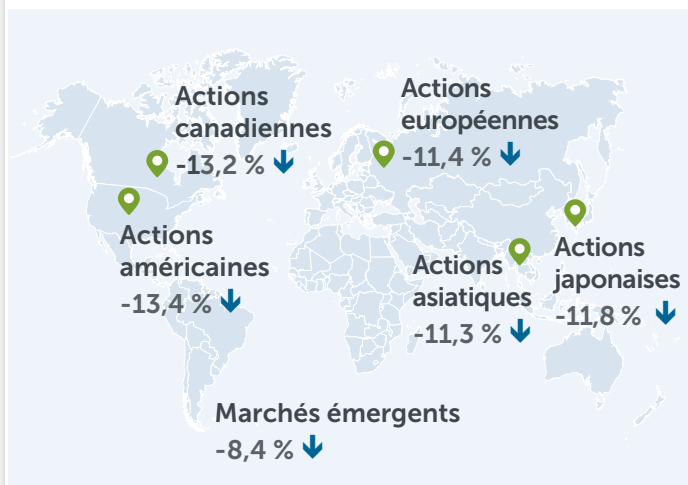 Actions
canadiennes
-13,2 %
Actions
européennes
-11,4 %
Actions
américaines
-13,4 %
Actions
asiatiques
-11,3 %
Actions
japonaises
-11,8 %
Marchés émergents
-8,4 %